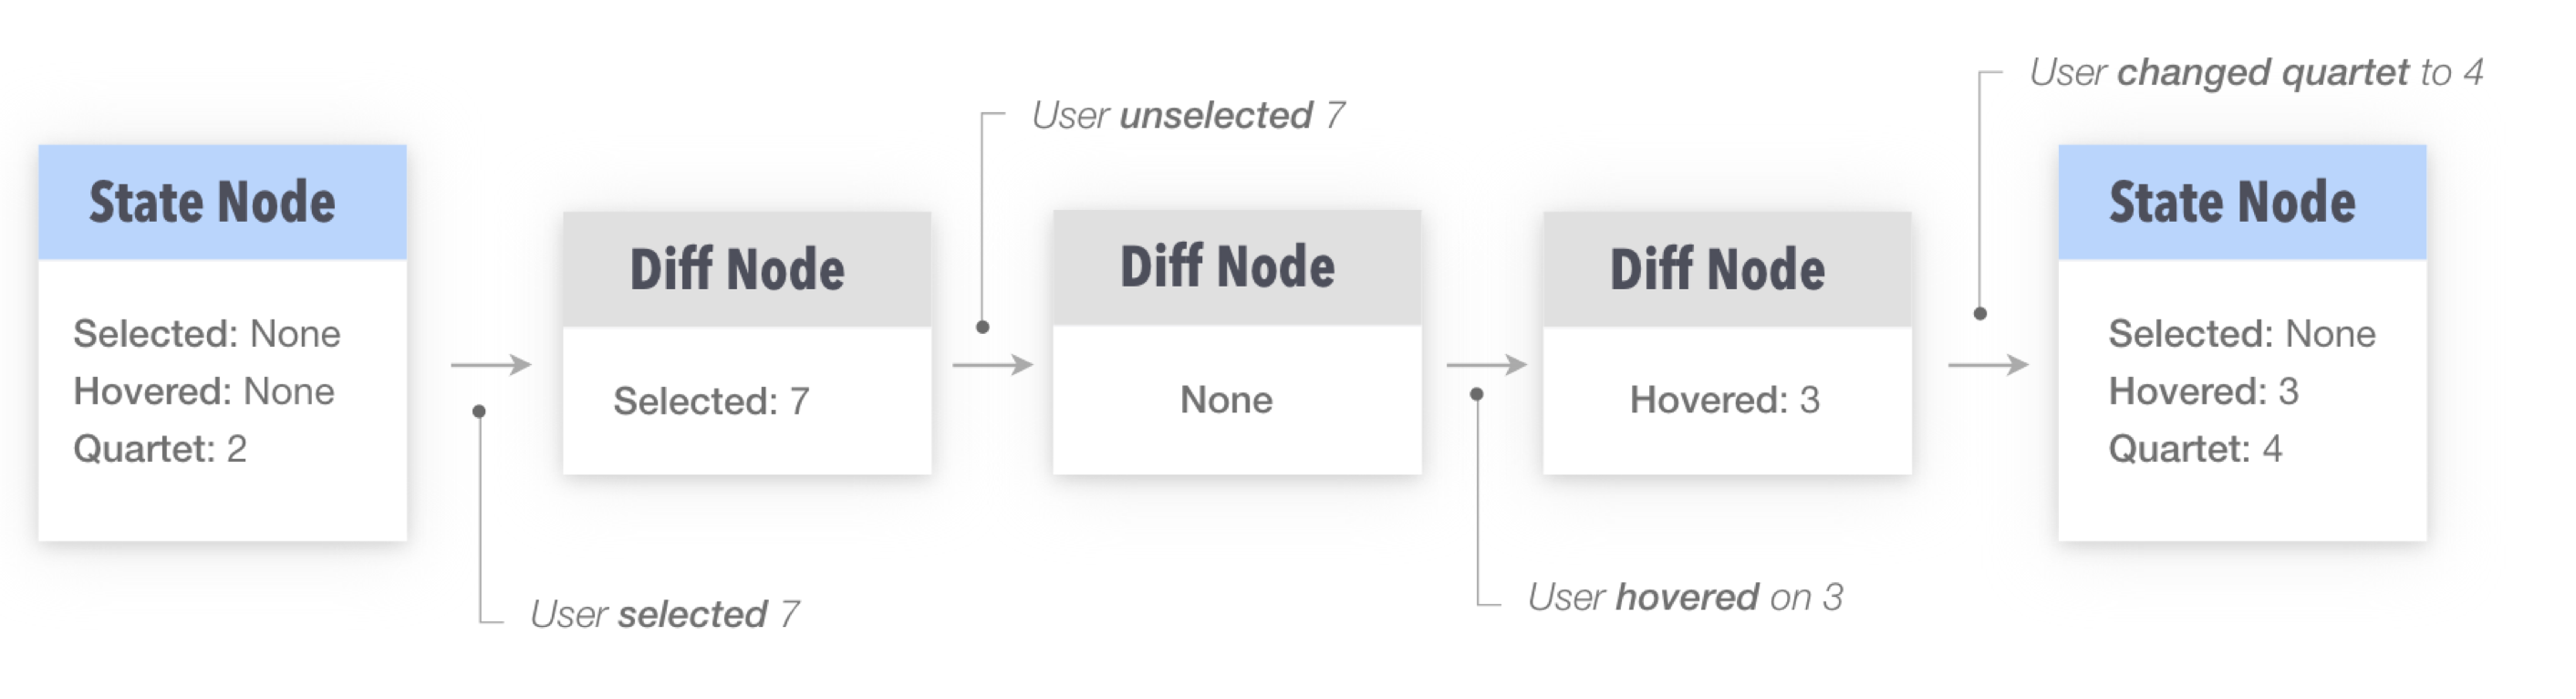 State Node
Selected: None
Hovered: None
Quartet: 2
User selected 7
Diff Node
Selected: 7
User unselected 7
Diff Node
None
User hovered on 3
Diff Node
Hovered: 3
User changed quartet to 4
State Node
Selected: None
Hovered: 3
Quartet: 4